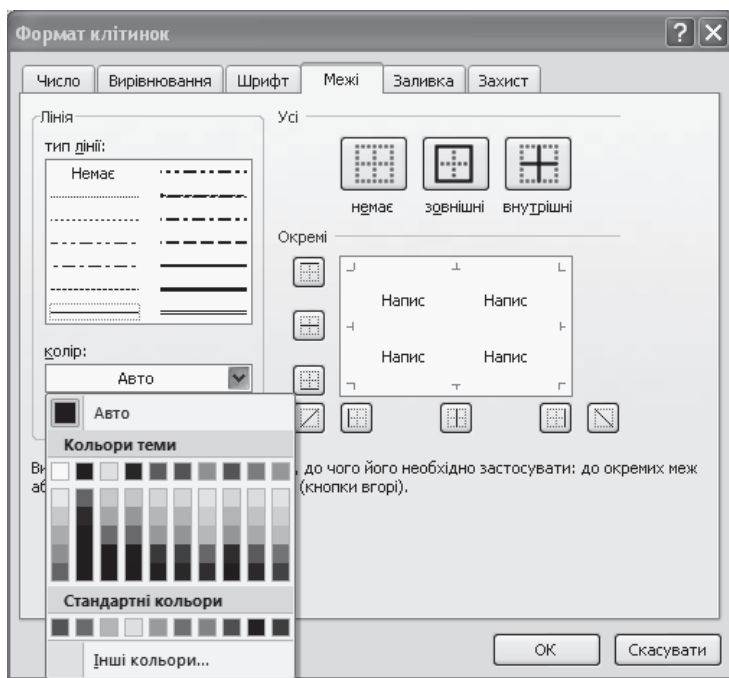 Формат клітинок
Число Вирівнювання Шрифт Межі Заливка Захист
Лінія
тип лінії:
Немає
колір:
Авто
Авто
Кольори теми
Стандартні кольори
Інші кольори...
Усі
немає зовнішні внутрішні
Окремі
Напис Напис
Напис Напис
до чого його необхідно застосувати: до окремих меж
(кнопки вгорі).
ОК Скасувати